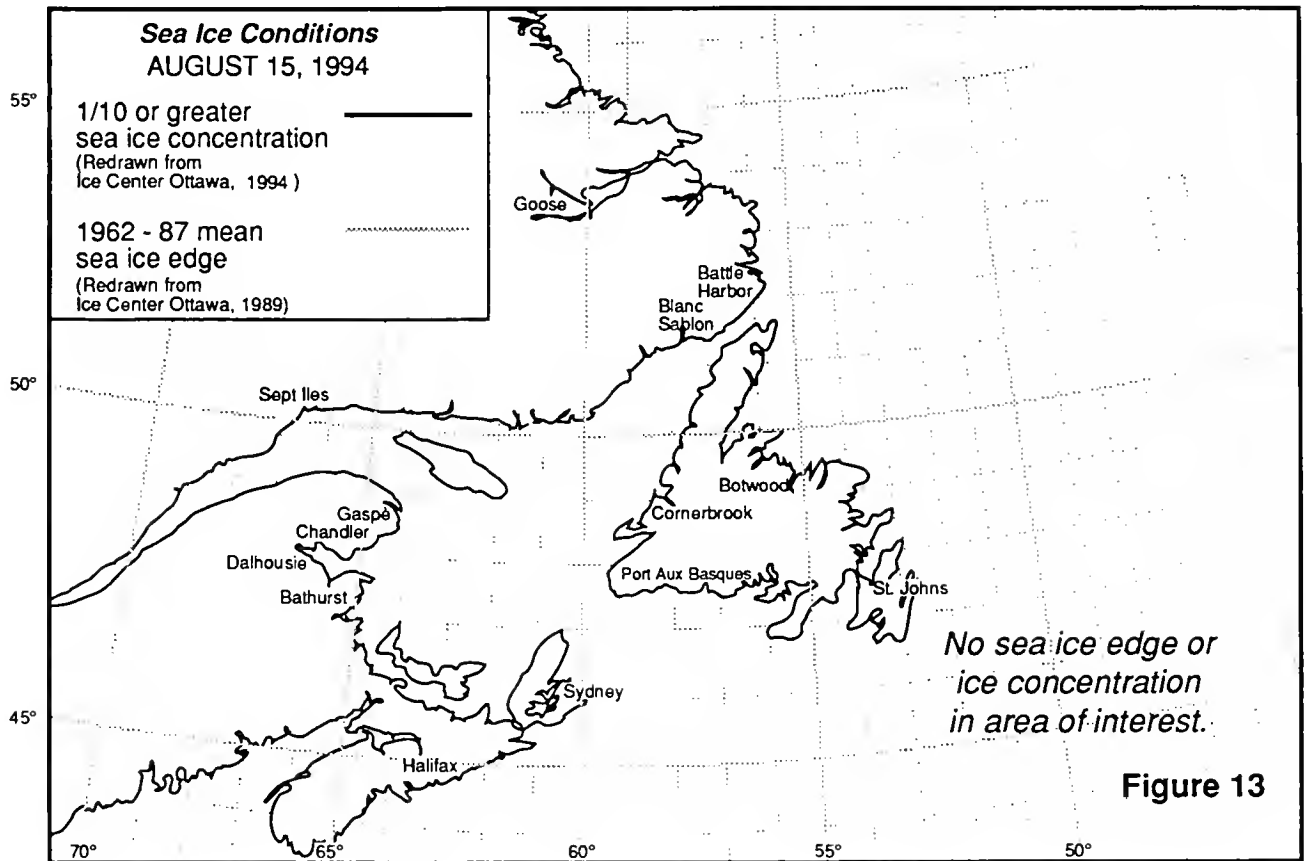 Sea Ice Conditions
AUGUST 15, 1994
1/10 or greater
sea ice concentration
(Redrawn from
Ice Center Ottawa, 1994 )
1962 - 87 mean
sea ice edge
(Redrawn from
Ice Center Ottawa, 1989)
55°
50°
45°
Goose
Battle
Harbor
Blanc
Sablon
Sept Iles
Botwood
Cornerbrook
Gaspè
Chandler
Dalhousie
Port Aux Basques
Bathurst
St. Johns
Sydney
Halifax
No sea ice edge or
ice concentration
in area of interest.
Figure 13
70°
65°
60°
55°
50°